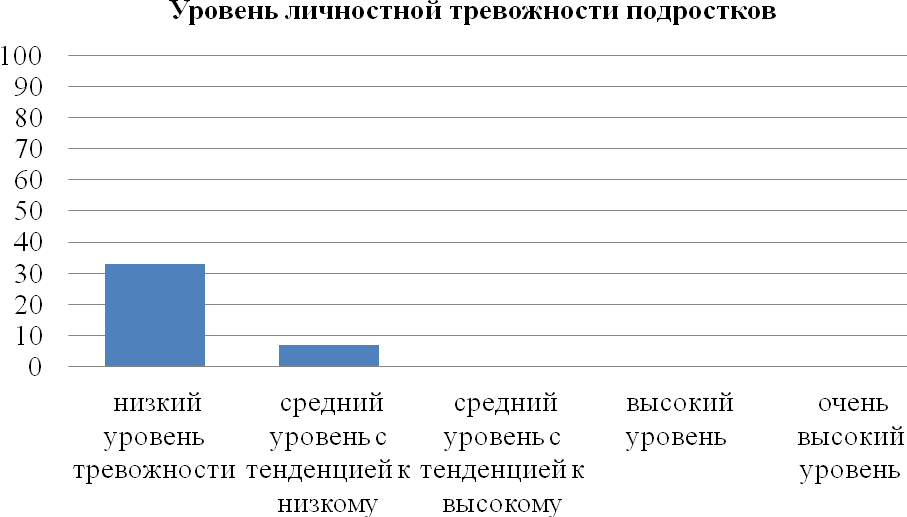 Уровень личностной тревожности подростков
100
90
80
70
60
50
40
30
20
10
0
низкий
уровень
тревожности
средний
уровень с
тенденцией к
низкому
средний
уровень с
тенденцией к
высокому
высокий
уровень
очень
высокий
уровень